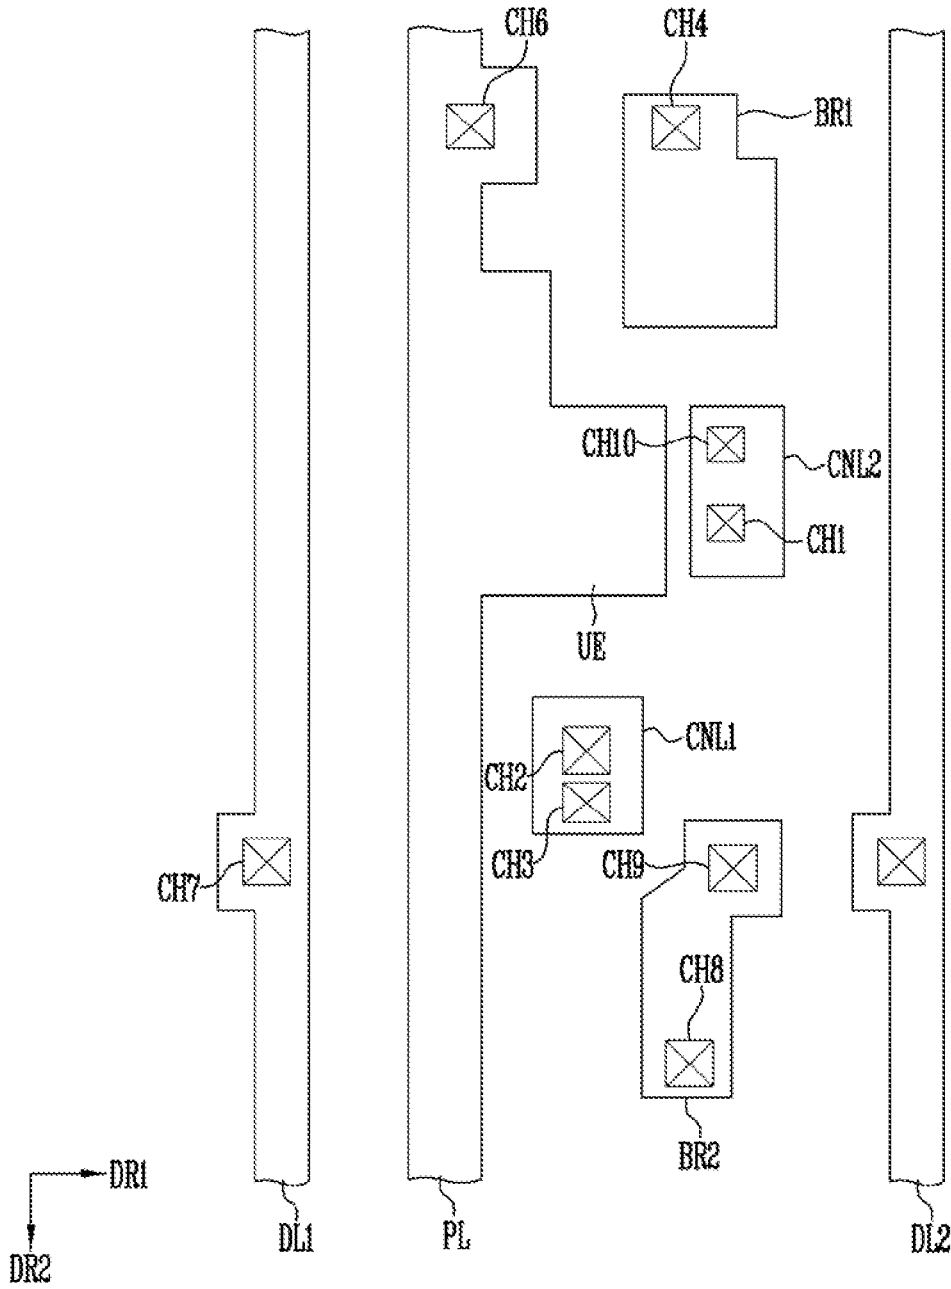 CH6
CH4
BR1
CH10
CNL2
CH1
UE
CNL1
CH2
CH3
CH9
CH7
CH8
BR2
DR1
DR2
DL1
PL
DL2